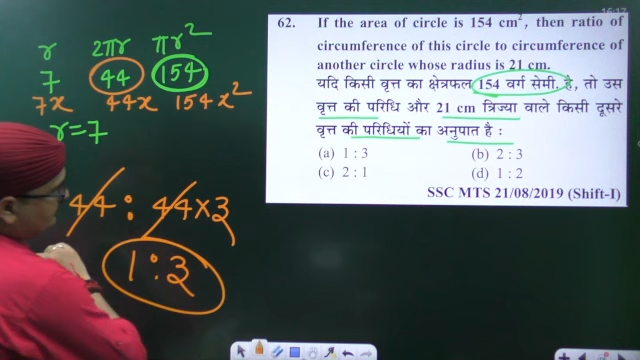 16:17
r 2πr πr²
7 44 154
7x 44x 154x²
r=7
44 : 44×3
1:3
62. If the area of circle is 154 cm², then ratio of
circumference of this circle to circumference of
another circle whose radius is 21 cm.
यदि किसी वृत्त का क्षेत्रफल 154 वर्ग सेमी. है, तो उस
वृत्त की परिधि और 21 cm त्रिज्या वाले किसी दूसरे
वृत्त की परिधियों का अनुपात है :
(a) 1 : 3 (b) 2 : 3
(c) 2 : 1 (d) 1 : 2
SSC MTS 21/08/2019 (Shift-I)